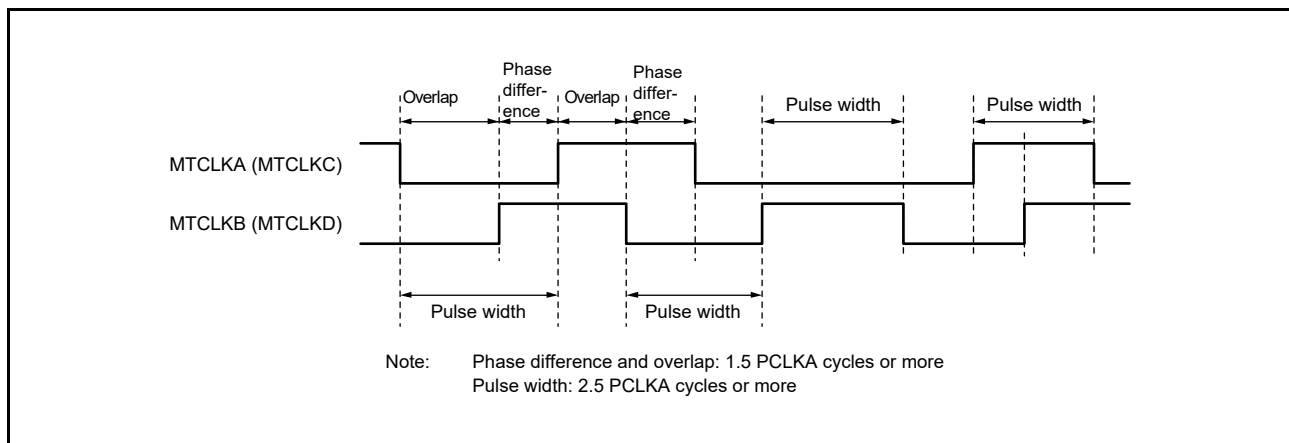 Phase
differ-
ence
Phase
differ-
ence
Overlap
Overlap
Pulse width
Pulse width
MTCLKA (MTCLKC)
MTCLKB (MTCLKD)
Pulse width
Pulse width
Note: Phase difference and overlap: 1.5 PCLKA cycles or more
Pulse width: 2.5 PCLKA cycles or more